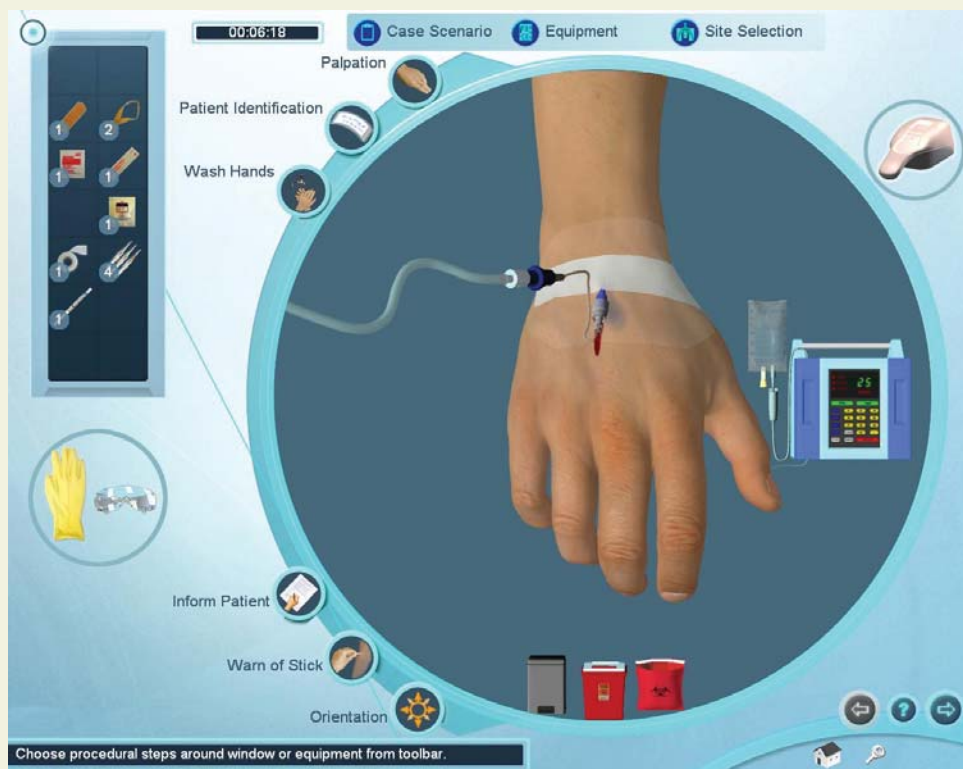 00:06:18
Case Scenario
Equipment
Site Selection
Palpation
Patient Identification
Wash Hands
1
2
1
1
1
1
4
1
25
Inform Patient
Warn of Stick
Orientation
?
Choose procedural steps around window or equipment from toolbar.